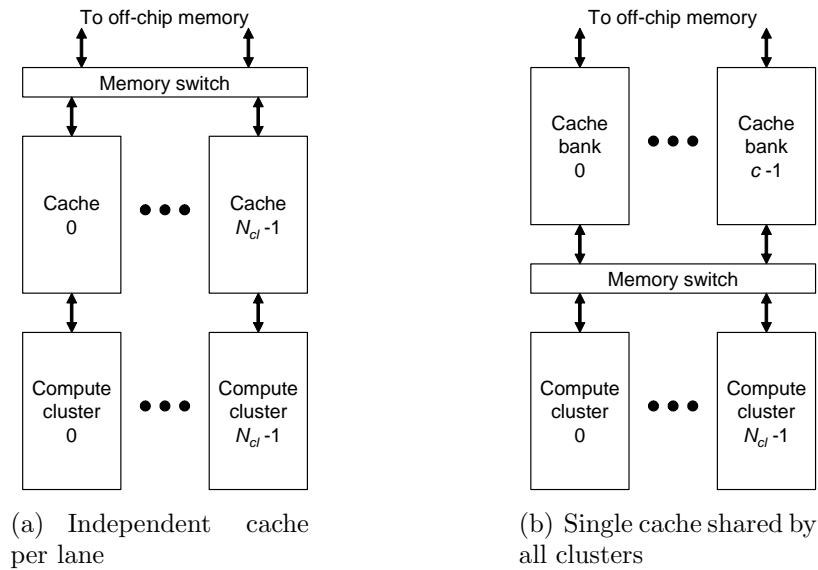 To off-chip memory
Memory switch
Cache
0
Cache
N_cl -1
Compute
cluster
0
Compute
cluster
N_cl -1
(a) Independent cache
per lane
To off-chip memory
Cache
bank
0
Cache
bank
c -1
Memory switch
Compute
cluster
0
Compute
cluster
N_cl -1
(b) Single cache shared by
all clusters